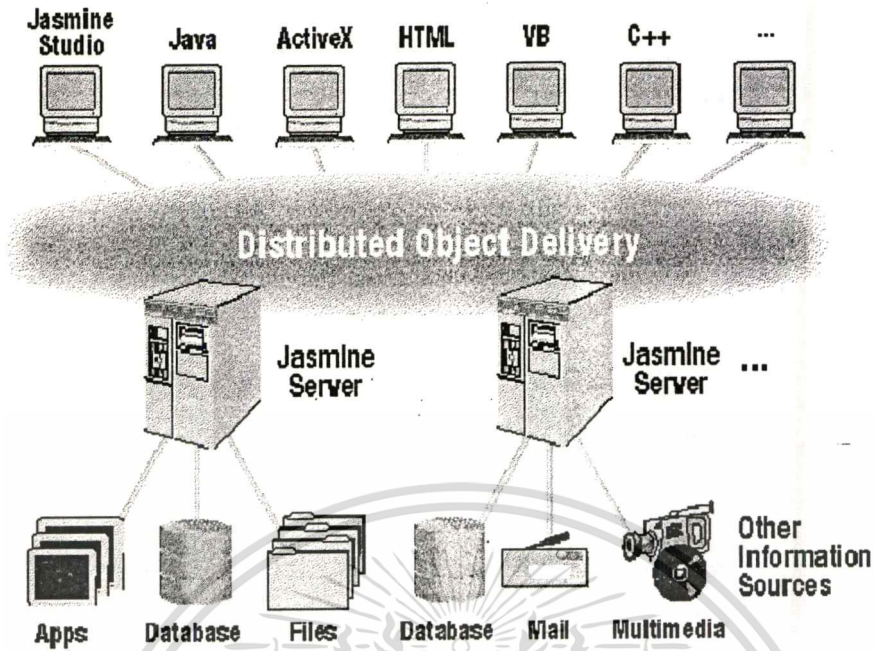 Jasmine Studio
Java
ActiveX
HTML
VB
C++
...
Distributed Object Delivery
Jasmine Server
Jasmine Server
...
Other Information Sources
Apps
Database
Files
Database
Mail
Multimedia